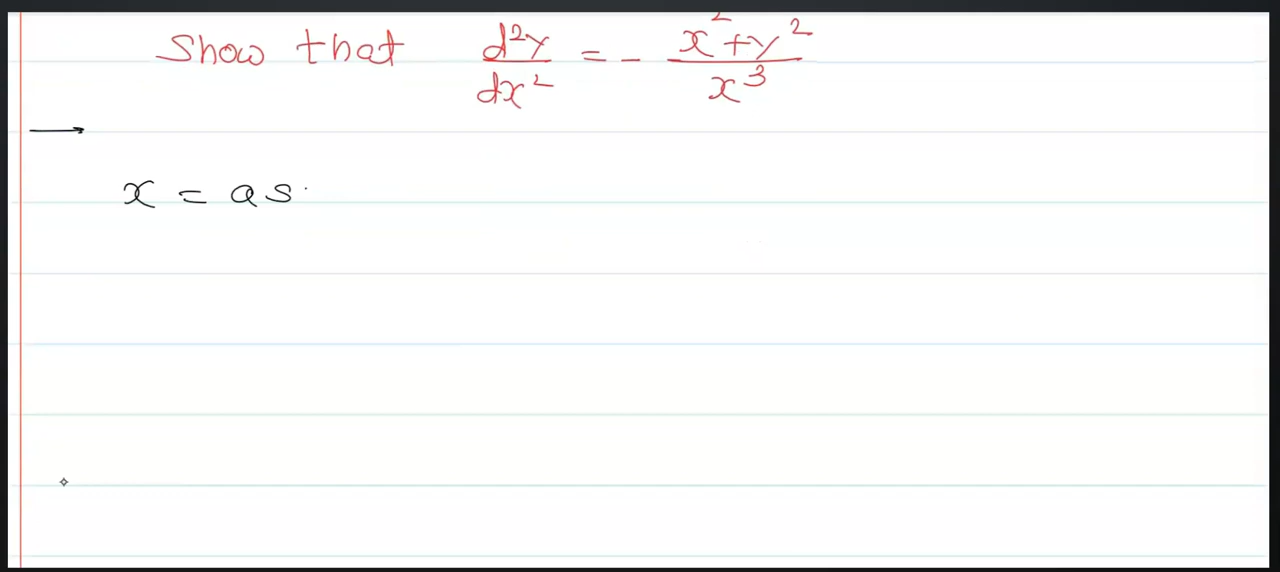 Show that d²y/dx² = - x²+y²/x³
x = as